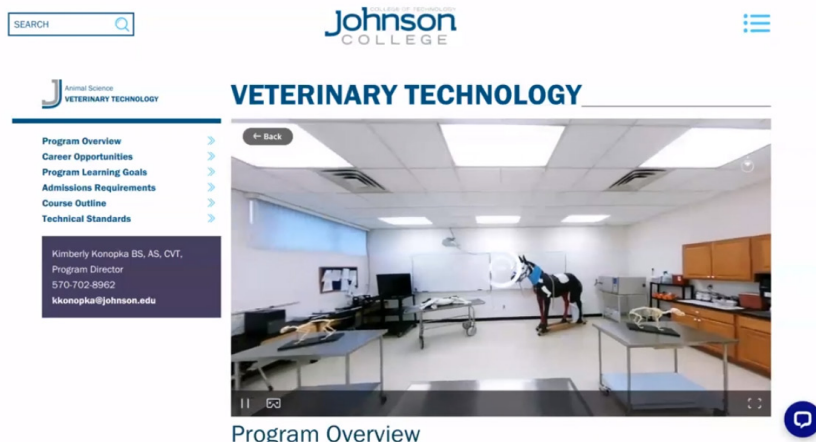 SEARCH
COLLEGE OF TECHNOLOGY
Johnson
COLLEGE
Animal Science
VETERINARY TECHNOLOGY
VETERINARY TECHNOLOGY
Program Overview
Career Opportunities
Program Learning Goals
Admissions Requirements
Course Outline
Technical Standards
Kimberly Konopka BS, AS, CVT,
Program Director
570-702-8962
kkonopka@johnson.edu
← Back
Program Overview